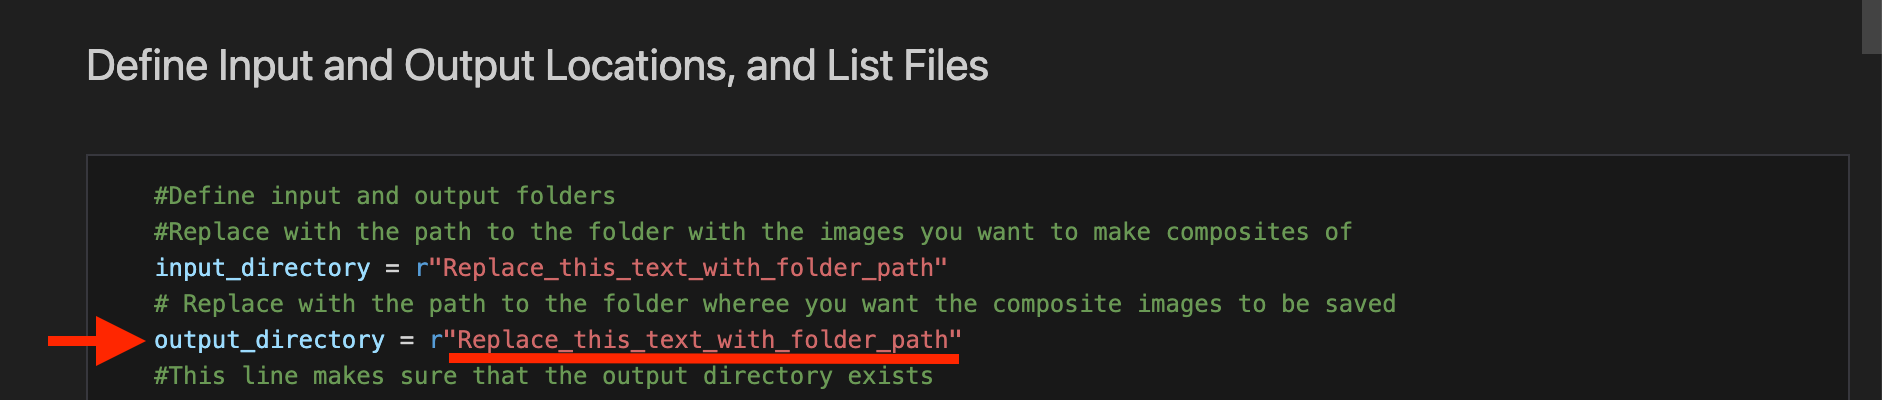 Define Input and Output Locations, and List Files
#Define input and output folders
#Replace with the path to the folder with the images you want to make composites of
input_directory = r"Replace_this_text_with_folder_path"
# Replace with the path to the folder wheree you want the composite images to be saved
output_directory = r"Replace_this_text_with_folder_path"
#This line makes sure that the output directory exists